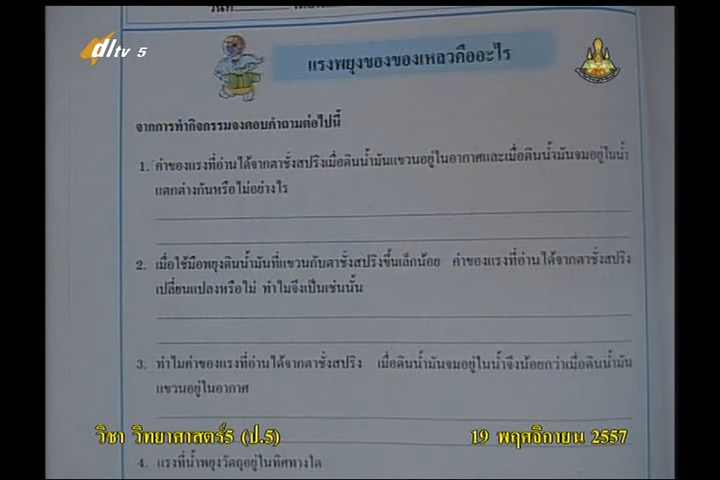 วันที่
dltv 5
แรงพยุงของของเหลวคืออะไร
จากการทำกิจกรรมจงตอบคำถามต่อไปนี้
1. ค่าของแรงที่อ่านได้จากตาชั่งสปริงเมื่อดินน้ำมันแขวนอยู่ในอากาศและเมื่อดินน้ำมันจมอยู่ในน้ำ
แตกต่างกันหรือไม่อย่างไร
2. เมื่อใช้มือพยุงดินน้ำมันที่แขวนกับตาชั่งสปริงขึ้นเล็กน้อย ค่าของแรงที่อ่านได้จากตาชั่งสปริง
เปลี่ยนแปลงหรือไม่ ทำไมจึงเป็นเช่นนั้น
3. ทำไมค่าของแรงที่อ่านได้จากตาชั่งสปริง เมื่อดินน้ำมันจมอยู่ในน้ำจึงน้อยกว่าเมื่อดินน้ำมัน
แขวนอยู่ในอากาศ
วิชา วิทยาศาสตร์5 (ป.5) 19 พฤศจิกายน 2557
4. แรงที่น้ำพยุงวัตถุอยู่ในทิศทางใด